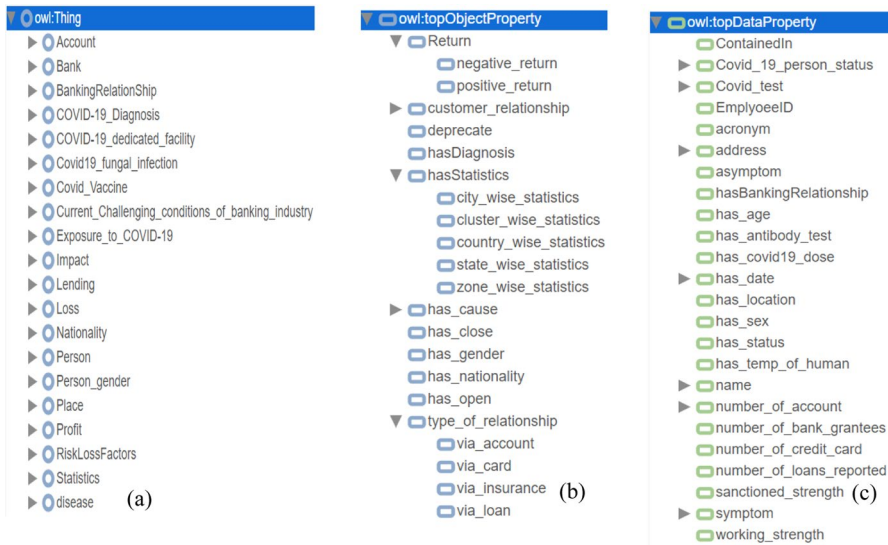 owl:Thing
Account
Bank
BankingRelationShip
COVID-19_Diagnosis
COVID-19_dedicated_facility
Covid19_fungal_infection
Covid_Vaccine
Current_Challenging_conditions_of_banking_industry
Exposure_to_COVID-19
Impact
Lending
Loss
Nationality
Person
Person_gender
Place
Profit
RiskLossFactors
Statistics
disease
(a)
owl:topObjectProperty
Return
negative_return
positive_return
customer_relationship
deprecate
hasDiagnosis
hasStatistics
city_wise_statistics
cluster_wise_statistics
country_wise_statistics
state_wise_statistics
zone_wise_statistics
has_cause
has_close
has_gender
has_nationality
has_open
type_of_relationship
via_account
via_card
via_insurance
via_loan
(b)
owl:topDataProperty
ContainedIn
Covid_19_person_status
Covid_test
EmplyoeeID
acronym
address
asymptom
hasBankingRelationship
has_age
has_antibody_test
has_covid19_dose
has_date
has_location
has_sex
has_status
has_temp_of_human
name
number_of_account
number_of_bank_grantees
number_of_credit_card
number_of_loans_reported
sanctioned_strength
(c)
symptom
working_strength